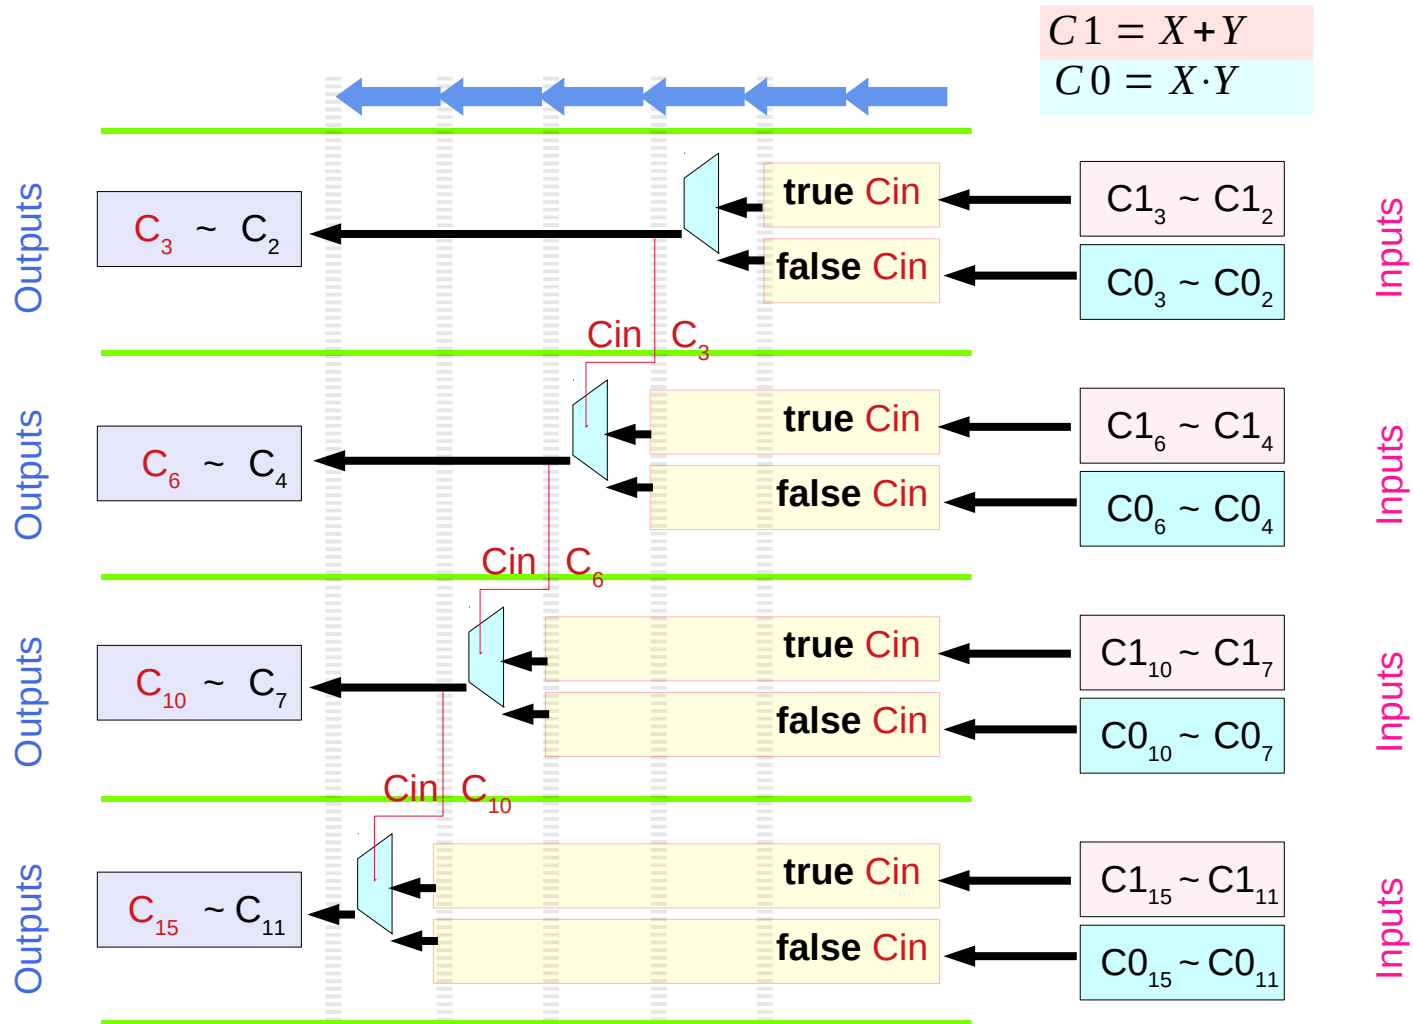 C1 = X+Y
C0 = X·Y
Outputs
C₃ ~ C₂
true Cin
false Cin
C1₃ ~ C1₂
C0₃ ~ C0₂
Inputs
Cin C₃
Outputs
C₆ ~ C₄
true Cin
false Cin
C1₆ ~ C1₄
C0₆ ~ C0₄
Inputs
Cin C₆
Outputs
C₁₀ ~ C₇
true Cin
false Cin
C1₁₀ ~ C1₇
C0₁₀ ~ C0₇
Inputs
Cin C₁₀
Outputs
C₁₅ ~ C₁₁
true Cin
false Cin
C1₁₅ ~ C1₁₁
C0₁₅ ~ C0₁₁
Inputs